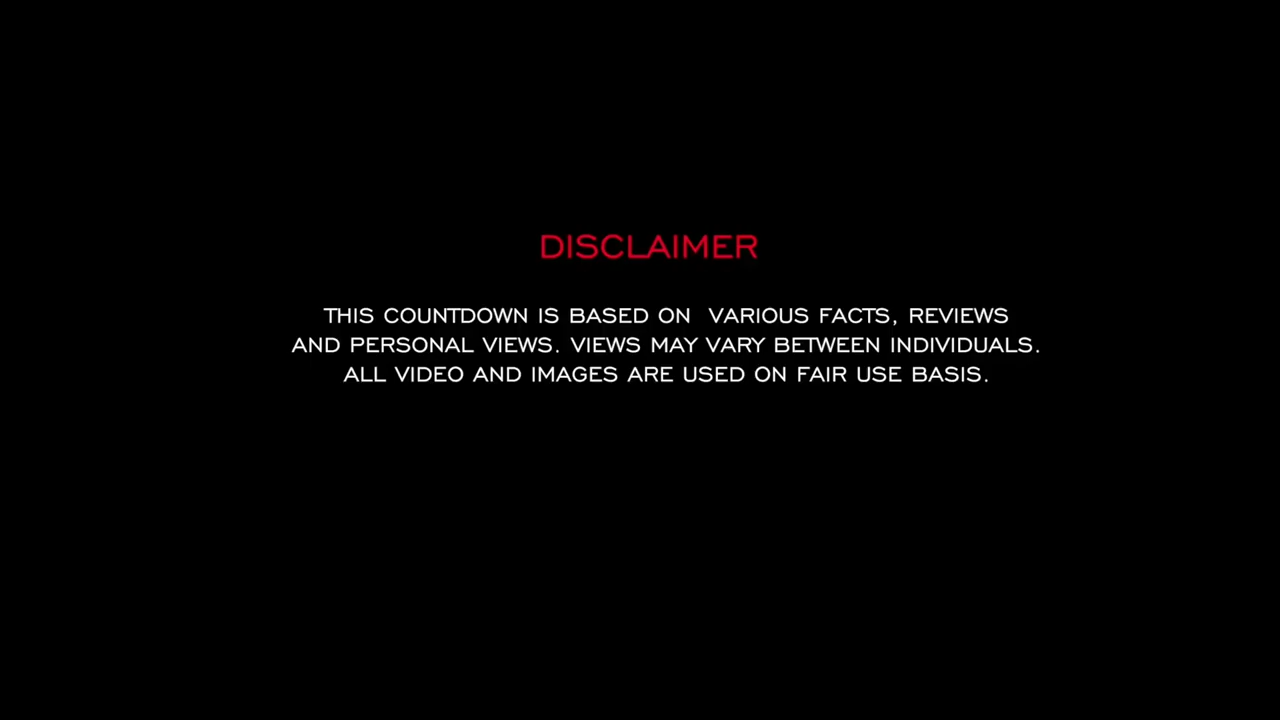 DISCLAIMER
THIS COUNTDOWN IS BASED ON  VARIOUS FACTS, REVIEWS
AND PERSONAL VIEWS. VIEWS MAY VARY BETWEEN INDIVIDUALS.
ALL VIDEO AND IMAGES ARE USED ON FAIR USE BASIS.